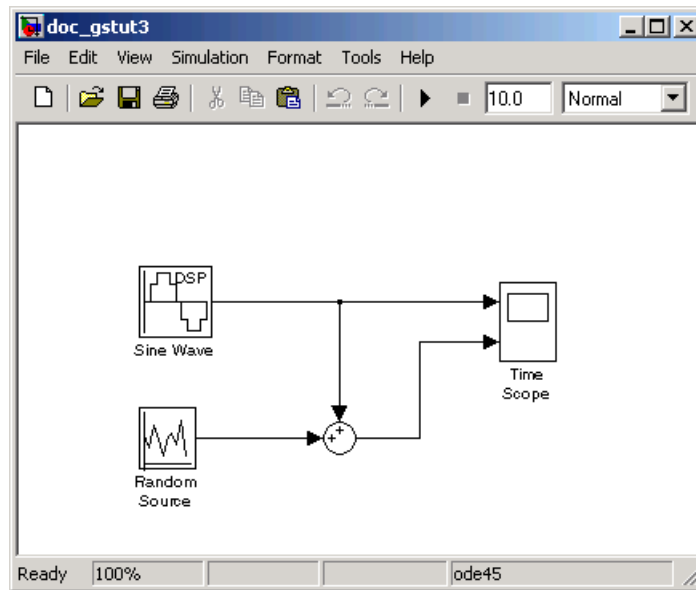 doc_gstut3
File Edit View Simulation Format Tools Help
10.0 Normal
DSP
Sine Wave
Time
Scope
+ +
Random
Source
Ready 100% ode45